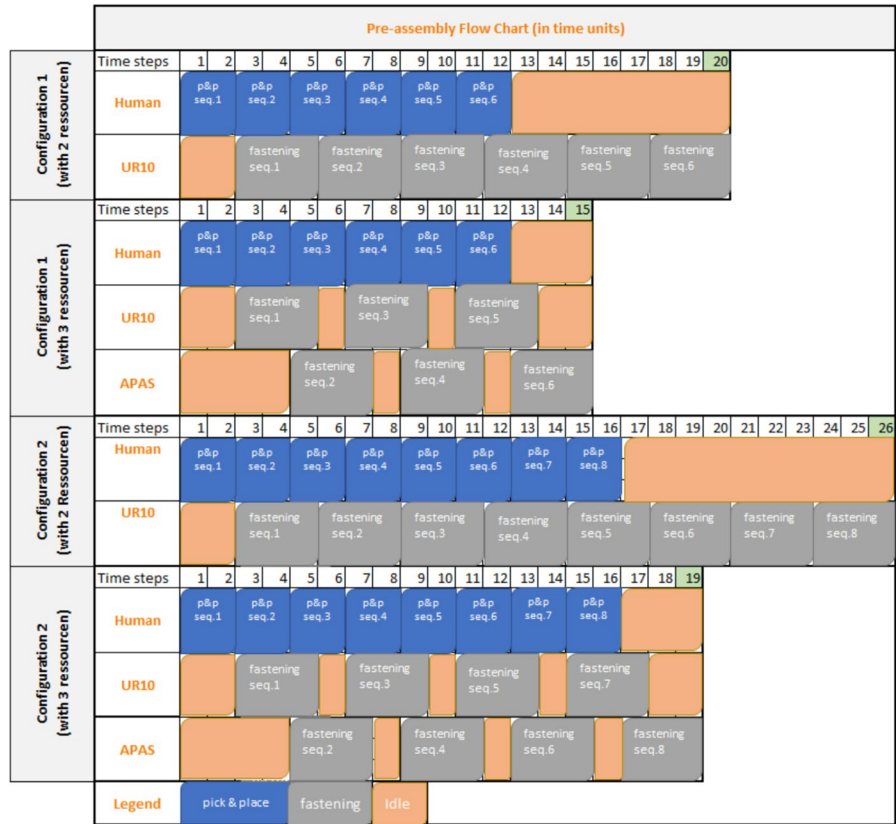 Pre-assembly Flow Chart (in time units)
Configuration 1
(with 2 ressourcen)
Time steps 1 2 3 4 5 6 7 8 9 10 11 12 13 14 15 16 17 18 19 20
Human
p&p seq.1 p&p seq.2 p&p seq.3 p&p seq.4 p&p seq.5 p&p seq.6
UR10
fastening seq.1 fastening seq.2 fastening seq.3 fastening seq.4 fastening seq.5 fastening seq.6
Configuration 1
(with 3 ressourcen)
Time steps 1 2 3 4 5 6 7 8 9 10 11 12 13 14 15
Human
p&p seq.1 p&p seq.2 p&p seq.3 p&p seq.4 p&p seq.5 p&p seq.6
UR10
fastening seq.1 fastening seq.3 fastening seq.5
APAS
fastening seq.2 fastening seq.4 fastening seq.6
Configuration 2
(with 2 Ressourcen)
Time steps 1 2 3 4 5 6 7 8 9 10 11 12 13 14 15 16 17 18 19 20 21 22 23 24 25 26
Human
p&p seq.1 p&p seq.2 p&p seq.3 p&p seq.4 p&p seq.5 p&p seq.6 p&p seq.7 p&p seq.8
UR10
fastening seq.1 fastening seq.2 fastening seq.3 fastening seq.4 fastening seq.5 fastening seq.6 fastening seq.7 fastening seq.8
Configuration 2
(with 3 ressourcen)
Time steps 1 2 3 4 5 6 7 8 9 10 11 12 13 14 15 16 17 18 19
Human
p&p seq.1 p&p seq.2 p&p seq.3 p&p seq.4 p&p seq.5 p&p seq.6 p&p seq.7 p&p seq.8
UR10
fastening seq.1 fastening seq.3 fastening seq.5 fastening seq.7
APAS
fastening seq.2 fastening seq.4 fastening seq.6 fastening seq.8
Legend pick & place fastening Idle